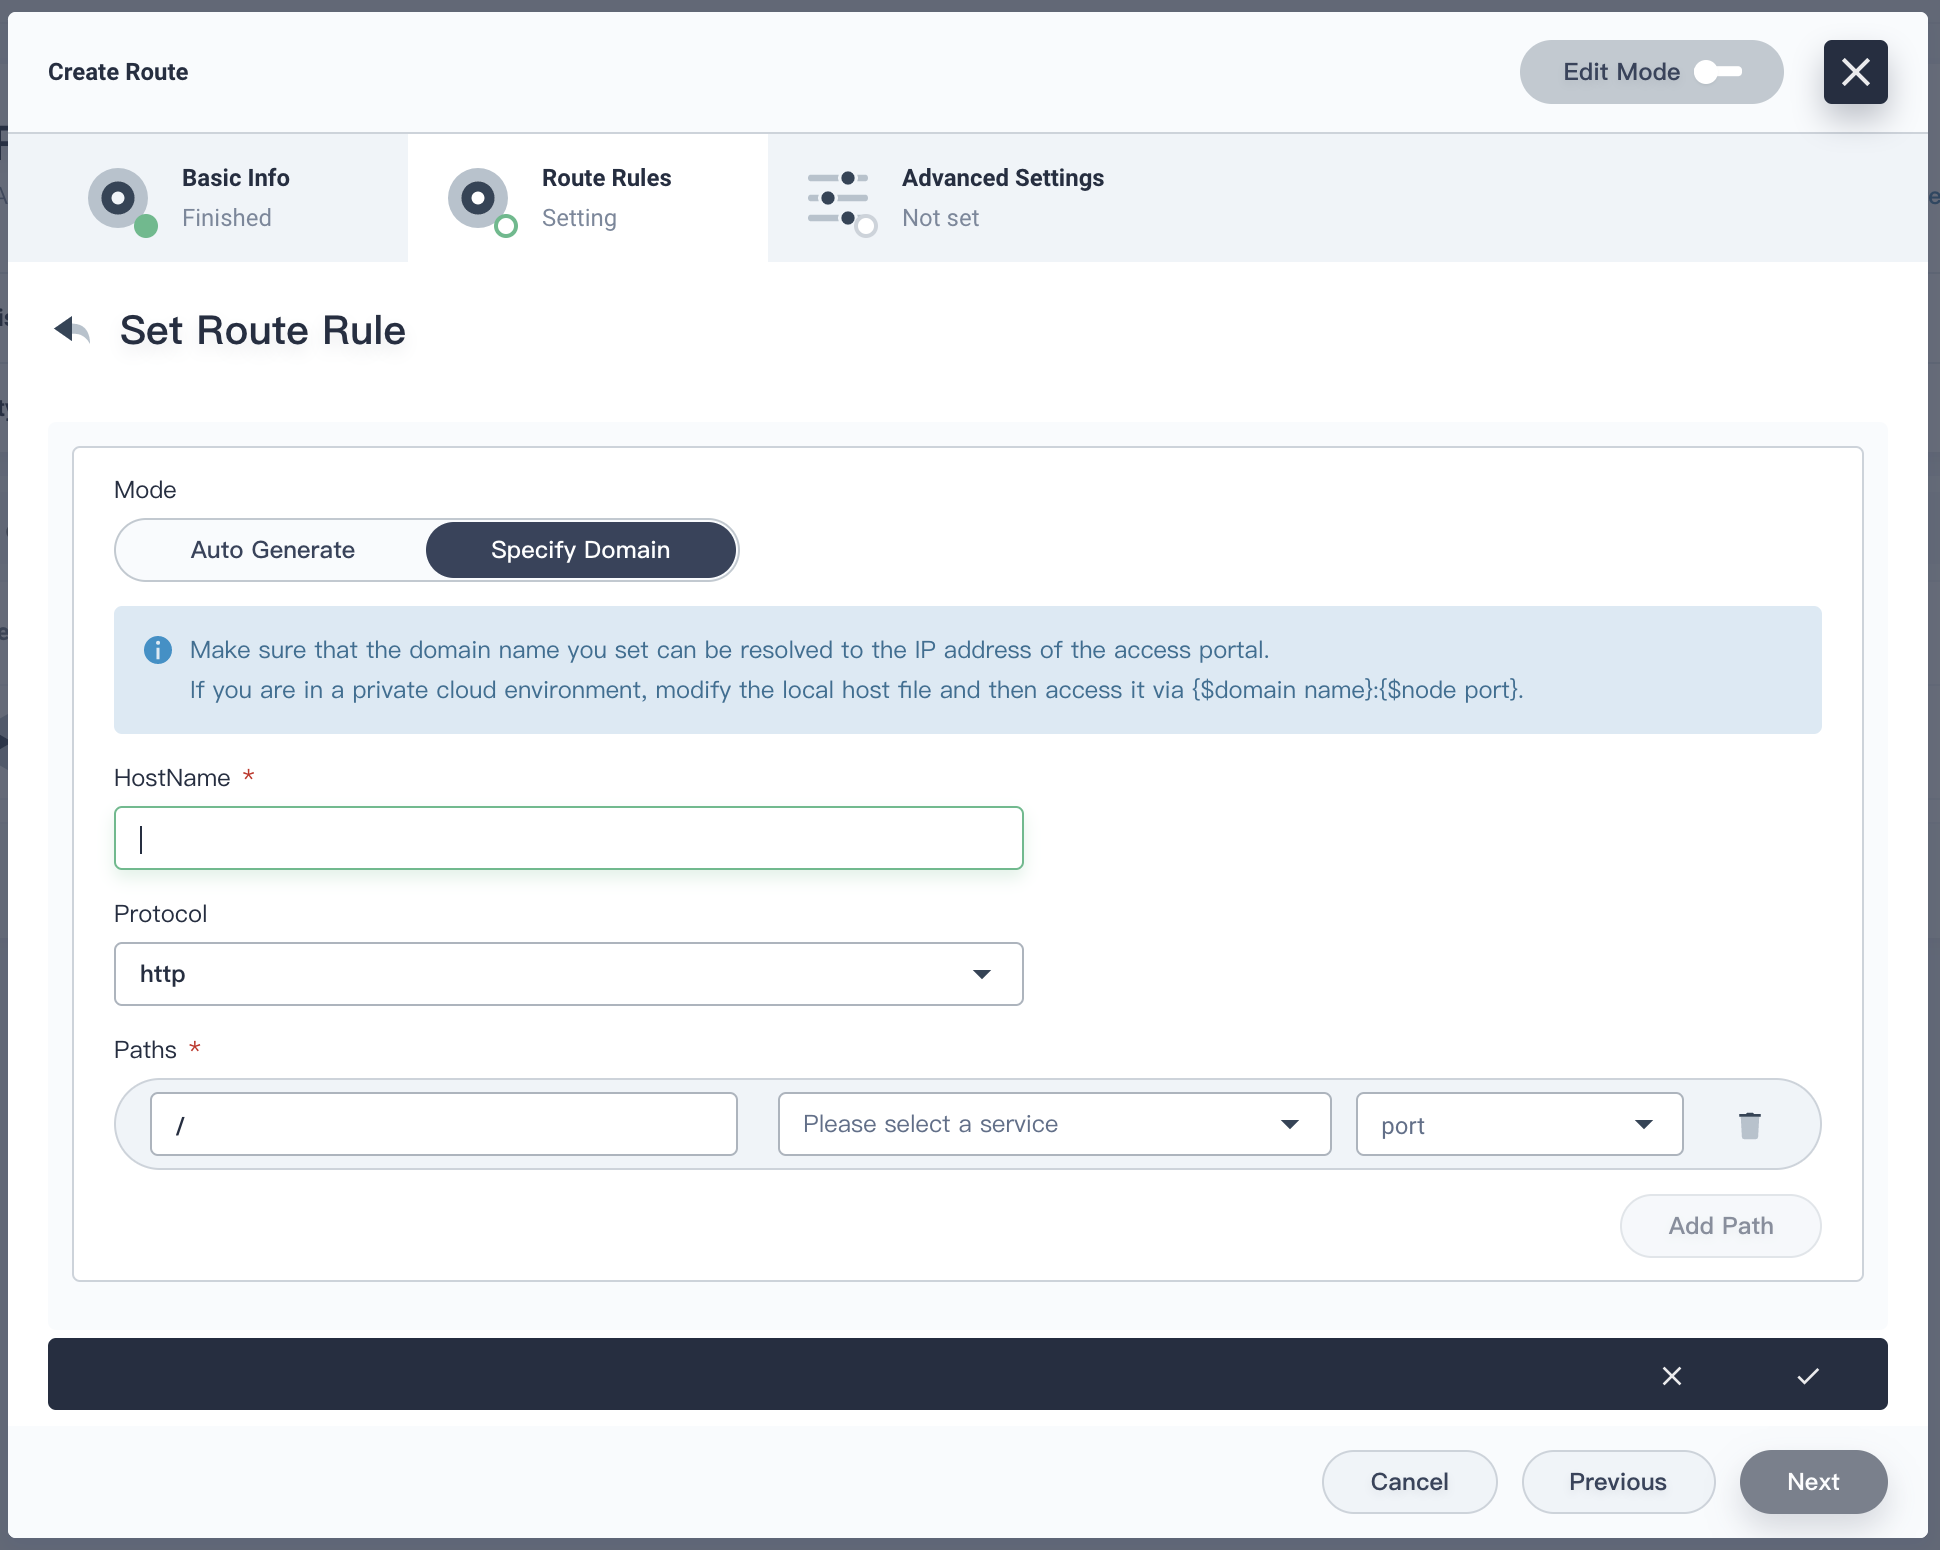 Create Route
Edit Mode
Basic Info
Finished
Route Rules
Setting
Advanced Settings
Not set
Set Route Rule
Mode
Auto Generate
Specify Domain
Make sure that the domain name you set can be resolved to the IP address of the access portal.
If you are in a private cloud environment, modify the local host file and then access it via {$domain name}:{$node port}.
HostName *
Protocol
http
Paths *
/
Please select a service
port
Add Path
Cancel
Previous
Next